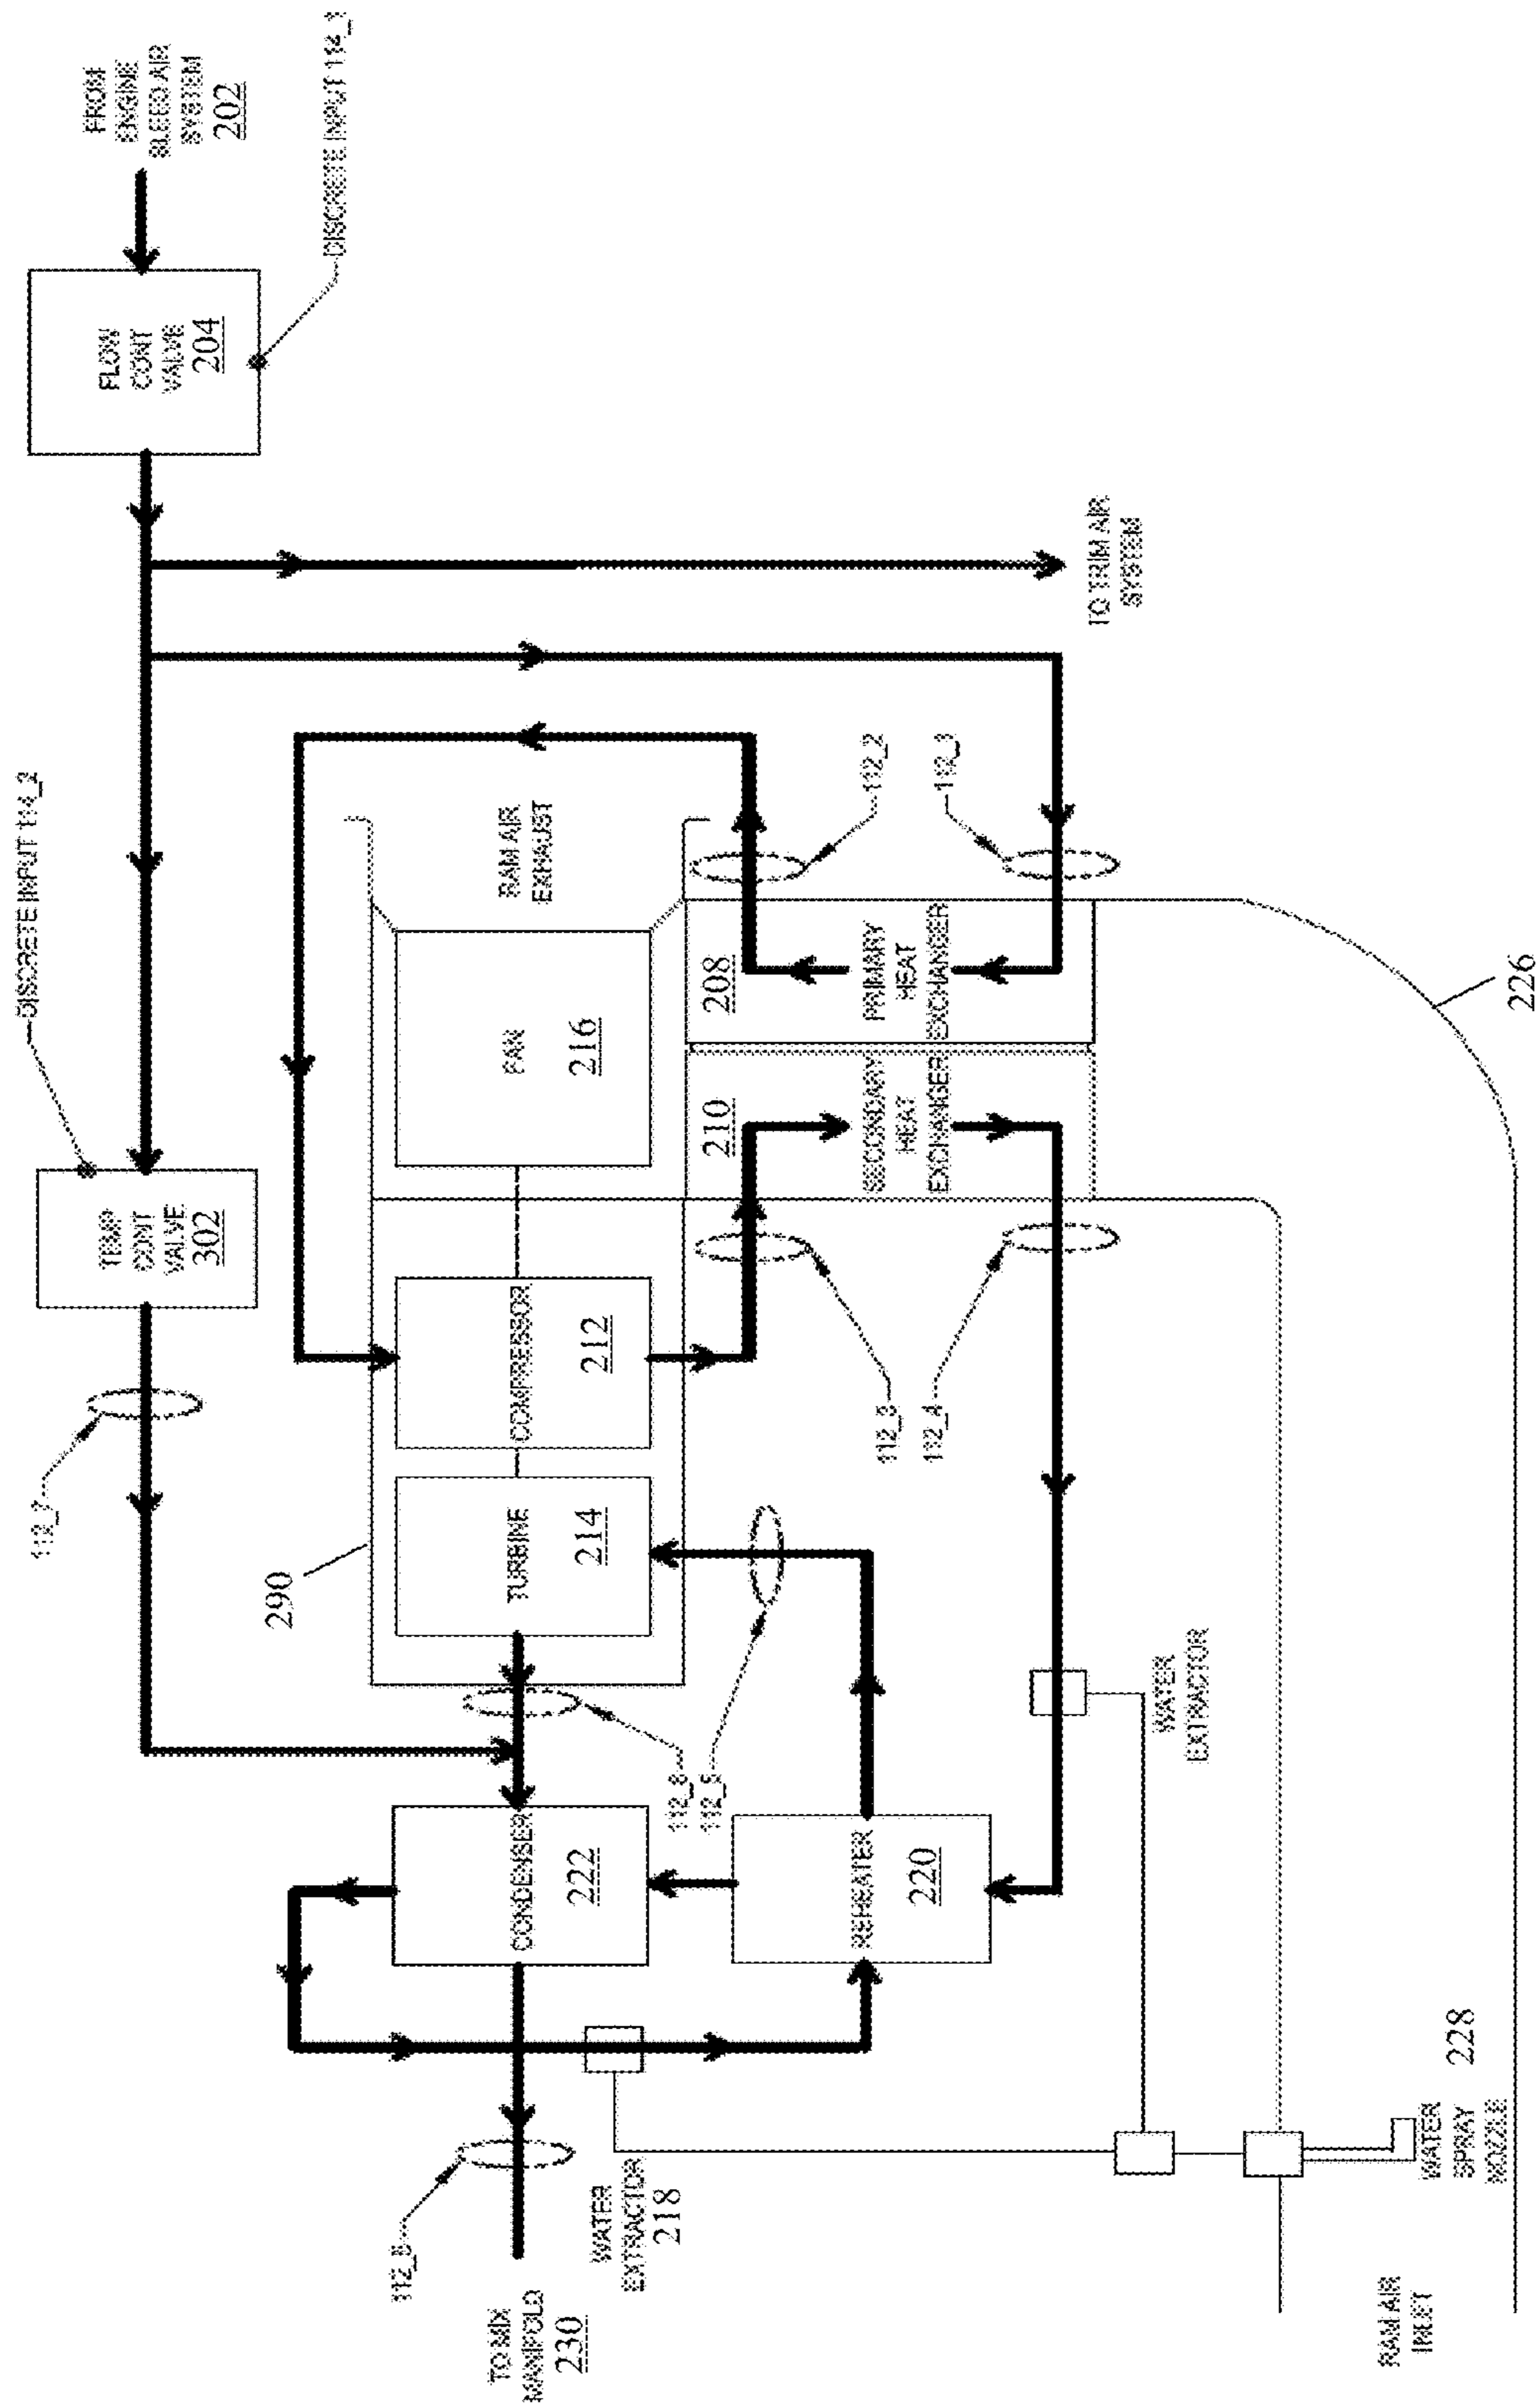 FROM
ENGINE
BLEED AIR
SYSTEM
202
DISCRETE INPUT 114_1
FLOW
CONT
VALVE
204
TO TRIM AIR
SYSTEM
DISCRETE INPUT 114_2
TEMP
CONT
VALVE
302
112_7
RAM AIR
EXHAUST
FAN
216
112_2
208
PRIMARY
HEAT
EXCHANGER
210
SECONDARY
HEAT
EXCHANGER
226
COMPRESSOR
212
112_4
TURBINE
214
290
112_6
112_5
WATER
EXTRACTOR
CONDENSER
222
REHEATER
220
WATER
EXTRACTOR
218
WATER
SPRAY
NOZZLE
228
TO MIX
MANIFOLD
230
RAM AIR
INLET